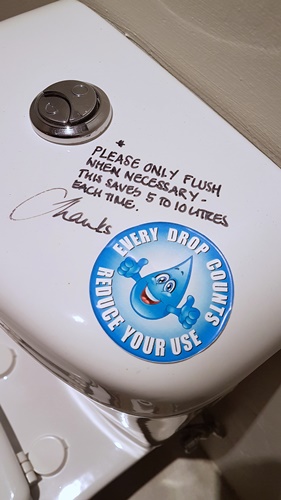 * PLEASE ONLY FLUSH
WHEN NECESSARY -
THIS SAVES 5 TO 10 LITRES
EACH TIME.
Thanks
EVERY DROP COUNTS
REDUCE YOUR USE